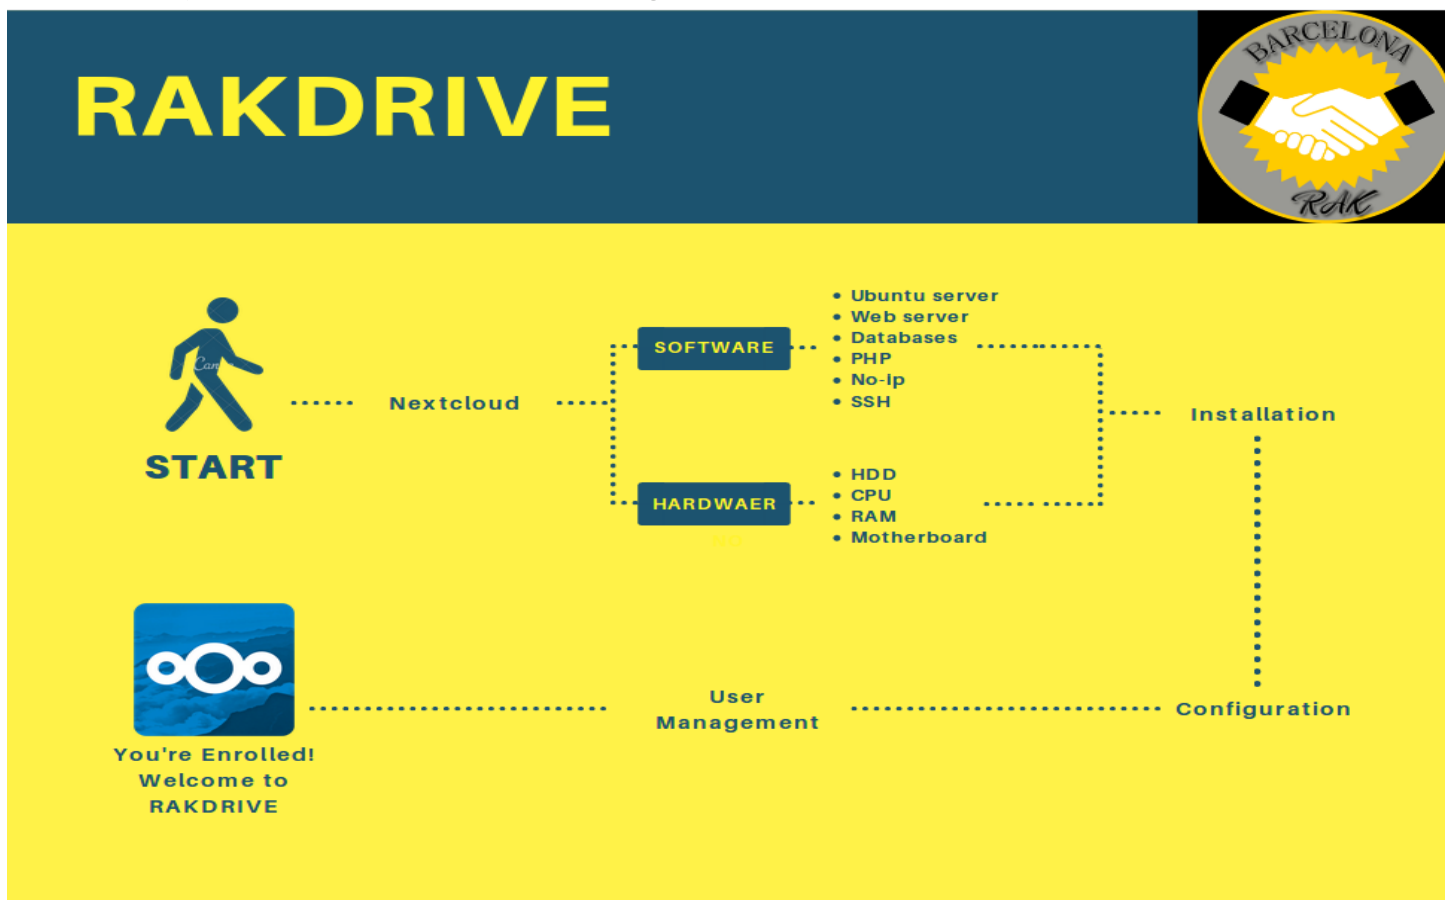 RAKDRIVE
BARCELONA
RAK
START
Nextcloud
SOFTWARE
Ubuntu server
Web server
Databases
PHP
No-Ip
SSH
HARDWAER
HDD
CPU
RAM
Motherboard
Installation
Configuration
User
Management
You're Enrolled!
Welcome to
RAKDRIVE